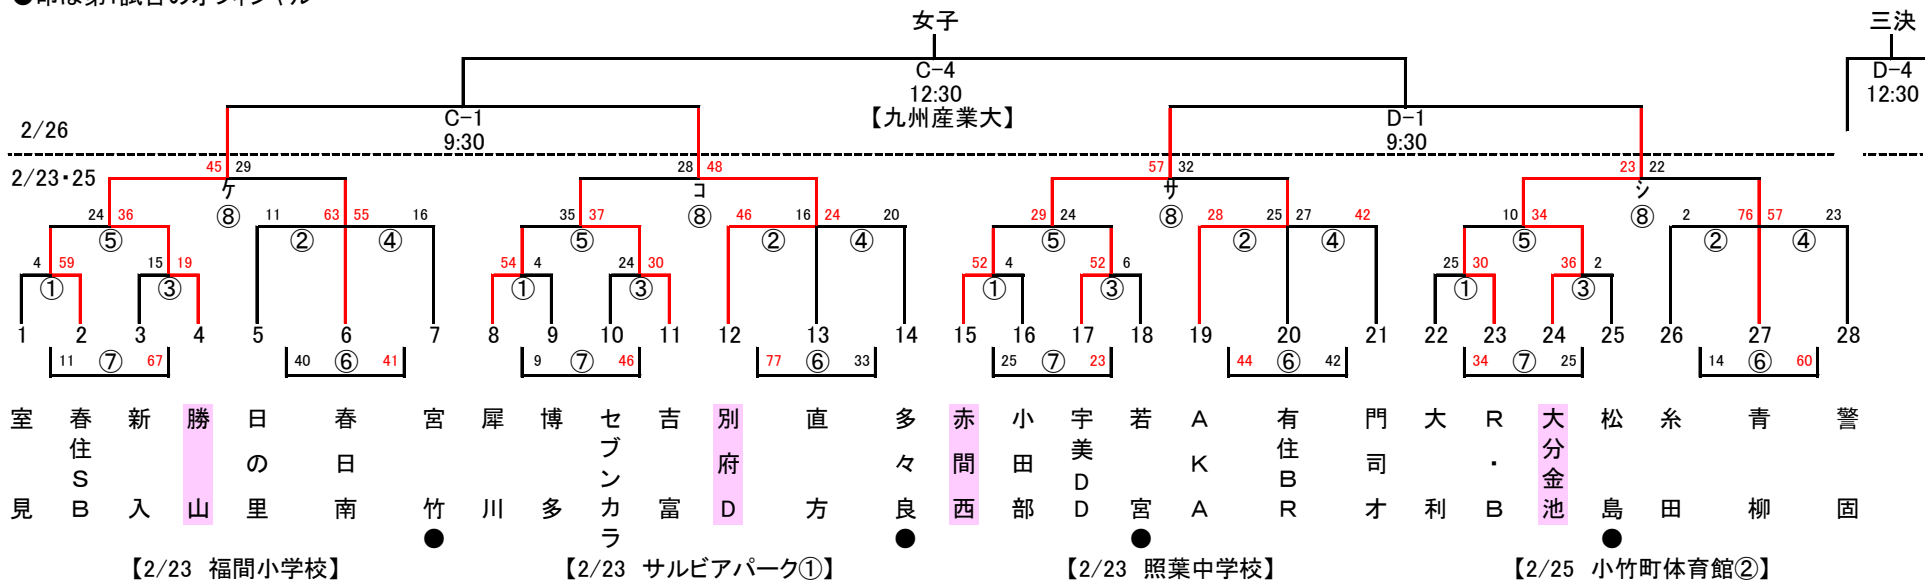 女子
三決
C-4
12:30
【九州産業大】
D-4
12:30
C-1
9:30
D-1
9:30
2/26
2/23・25
45 29 28 48 57 32 23 22
ケ コ サ シ
⑧ ⑧ ⑧ ⑧
24 36 11 63 55 16 35 37 46 16 24 20 29 24 28 25 27 42 10 34 2 76 57 23
⑤ ② ④ ⑤ ② ④ ⑤ ② ④ ⑤ ② ④
4 59 15 19 54 4 24 30 52 4 52 6 25 30 36 2
① ③ ① ③ ① ③ ① ③
1 2 3 4 5 6 7 8 9 10 11 12 13 14 15 16 17 18 19 20 21 22 23 24 25 26 27 28
11 ⑦ 67 40 ⑥ 41 9 ⑦ 46 77 ⑥ 33 25 ⑦ 23 44 ⑥ 42 34 ⑦ 25 14 ⑥ 60
室見
春住SB
新入
勝山
日の里
春日南
宮竹●
犀川
博多
セブンカラ
吉富
別府D
直方
多々良●
赤間西
小田部
宇美DD
若宮●
AKA
有住BR
門司才
大利
R・B
大分金池
松島●
糸田
青柳
警固
【2/23 福間小学校】
【2/23 サルビアパーク①】
【2/23 照葉中学校】
【2/25 小竹町体育館②】